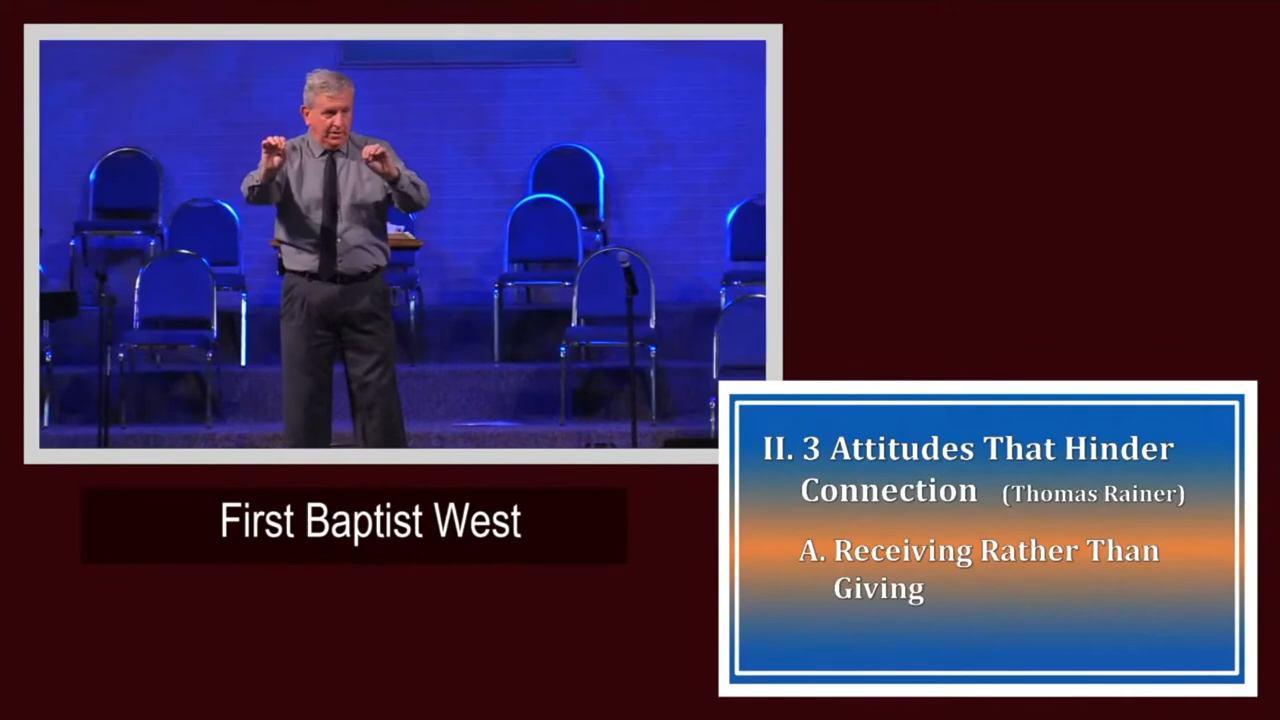 First Baptist West
II. 3 Attitudes That Hinder
Connection (Thomas Rainer)
A. Receiving Rather Than
Giving